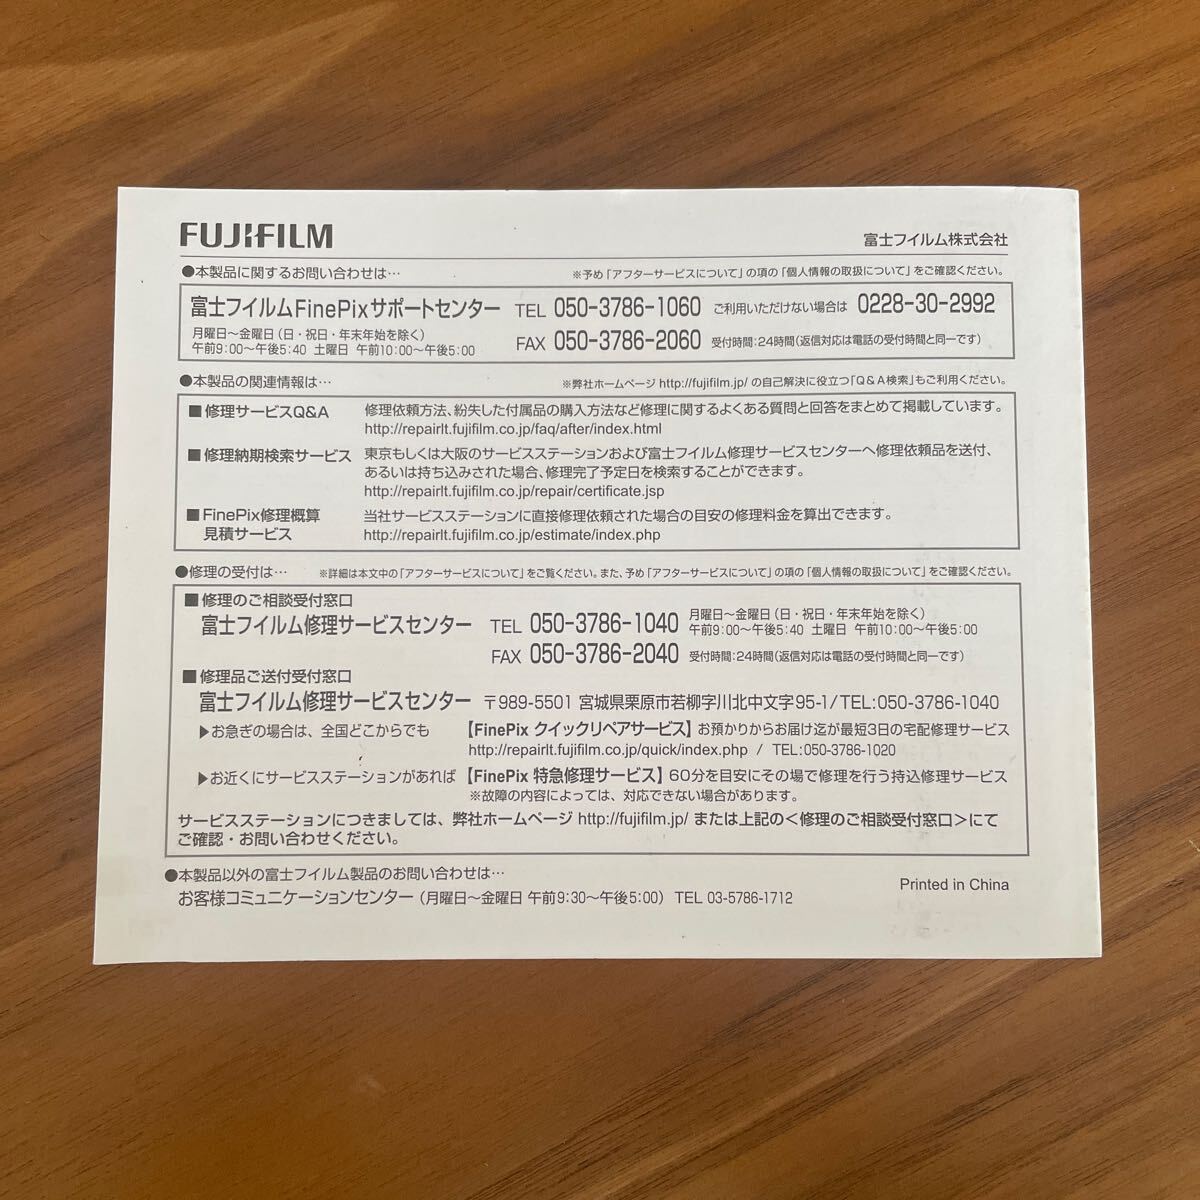 FUJIFILM
富士フイルム株式会社
●本製品に関するお問い合わせは…
※予め「アフターサービスについて」の項の「個人情報の取扱について」をご確認ください。
富士フイルムFinePixサポートセンター TEL 050-3786-1060 ご利用いただけない場合は 0228-30-2992
月曜日〜金曜日（日・祝日・年末年始を除く）
午前9:00〜午後5:40 土曜日 午前10:00〜午後5:00
FAX 050-3786-2060 受付時間：24時間（返信対応は電話の受付時間と同一です）
●本製品の関連情報は…
※弊社ホームページ http://fujifilm.jp/ の自己解決に役立つ「Q&A検索」もご利用ください。
■修理サービスQ&A 修理依頼方法、紛失した付属品の購入方法など修理に関するよくある質問と回答をまとめて掲載しています。
http://repairlt.fujifilm.co.jp/faq/after/index.html
■修理納期検索サービス 東京もしくは大阪のサービスステーションおよび富士フイルム修理サービスセンターへ修理依頼品を送付、
あるいは持ち込みされた場合、修理完了予定日を検索することができます。
http://repairlt.fujifilm.co.jp/repair/certificate.jsp
■FinePix修理概算 当社サービスステーションに直接修理依頼された場合の目安の修理料金を算出できます。
見積サービス http://repairlt.fujifilm.co.jp/estimate/index.php
●修理の受付は… ※詳細は本文中の「アフターサービスについて」をご覧ください。また、予め「アフターサービスについて」の項の「個人情報の取扱について」をご確認ください。
■修理のご相談受付窓口
富士フイルム修理サービスセンター TEL 050-3786-1040
月曜日〜金曜日（日・祝日・年末年始を除く）
午前9:00〜午後5:40 土曜日 午前10:00〜午後5:00
FAX 050-3786-2040 受付時間：24時間（返信対応は電話の受付時間と同一です）
■修理品ご送付受付窓口
富士フイルム修理サービスセンター 〒989-5501 宮城県栗原市若柳字川北中文字95-1/TEL:050-3786-1040
▶お急ぎの場合は、全国どこからでも 【FinePix クイックリペアサービス】お預かりからお届け迄が最短3日の宅配修理サービス
http://repairlt.fujifilm.co.jp/quick/index.php / TEL:050-3786-1020
▶お近くにサービスステーションがあれば 【FinePix 特急修理サービス】60分を目安にその場で修理を行う持込修理サービス
※故障の内容によっては、対応できない場合があります。
サービスステーションにつきましては、弊社ホームページ http://fujifilm.jp/ または上記の＜修理のご相談受付窓口＞にて
ご確認・お問い合わせください。
●本製品以外の富士フイルム製品のお問い合わせは…
お客様コミュニケーションセンター（月曜日〜金曜日 午前9:30〜午後5:00） TEL 03-5786-1712
Printed in China